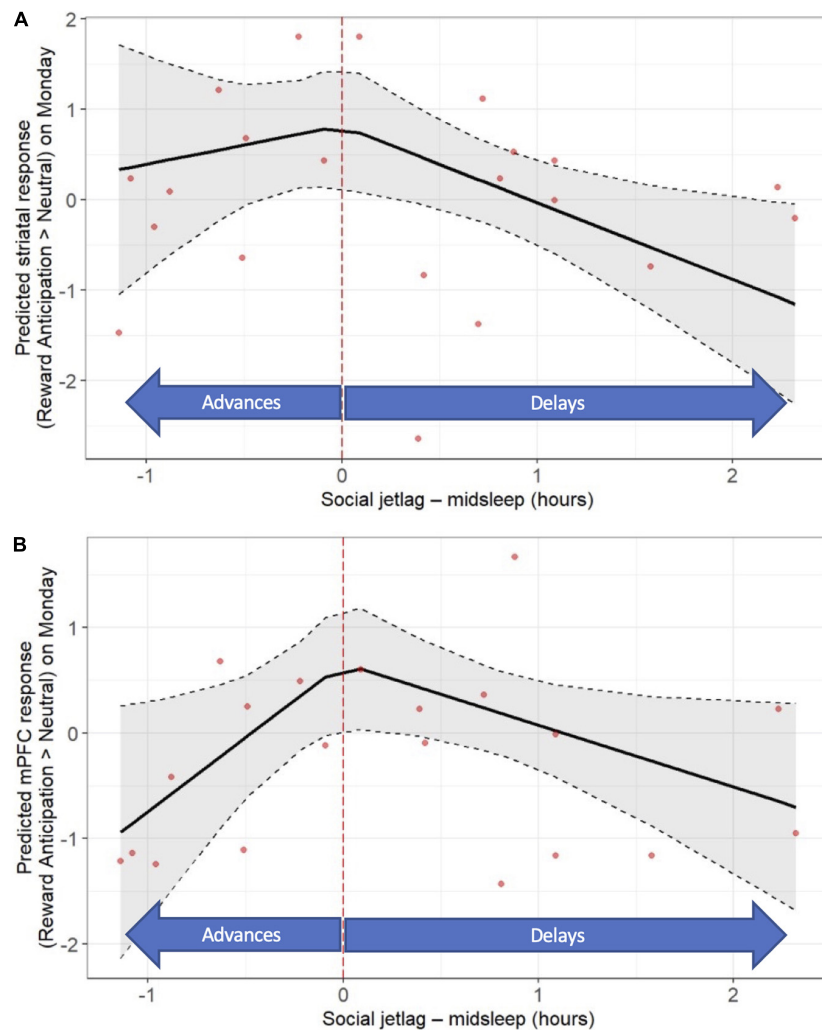 A
Predicted striatal response
(Reward Anticipation > Neutral) on Monday
2
1
0
-1
-2
Advances
Delays
-1
0
1
2
Social jetlag – midsleep (hours)
B
Predicted mPFC response
(Reward Anticipation > Neutral) on Monday
1
0
-1
-2
Advances
Delays
-1
0
1
2
Social jetlag – midsleep (hours)